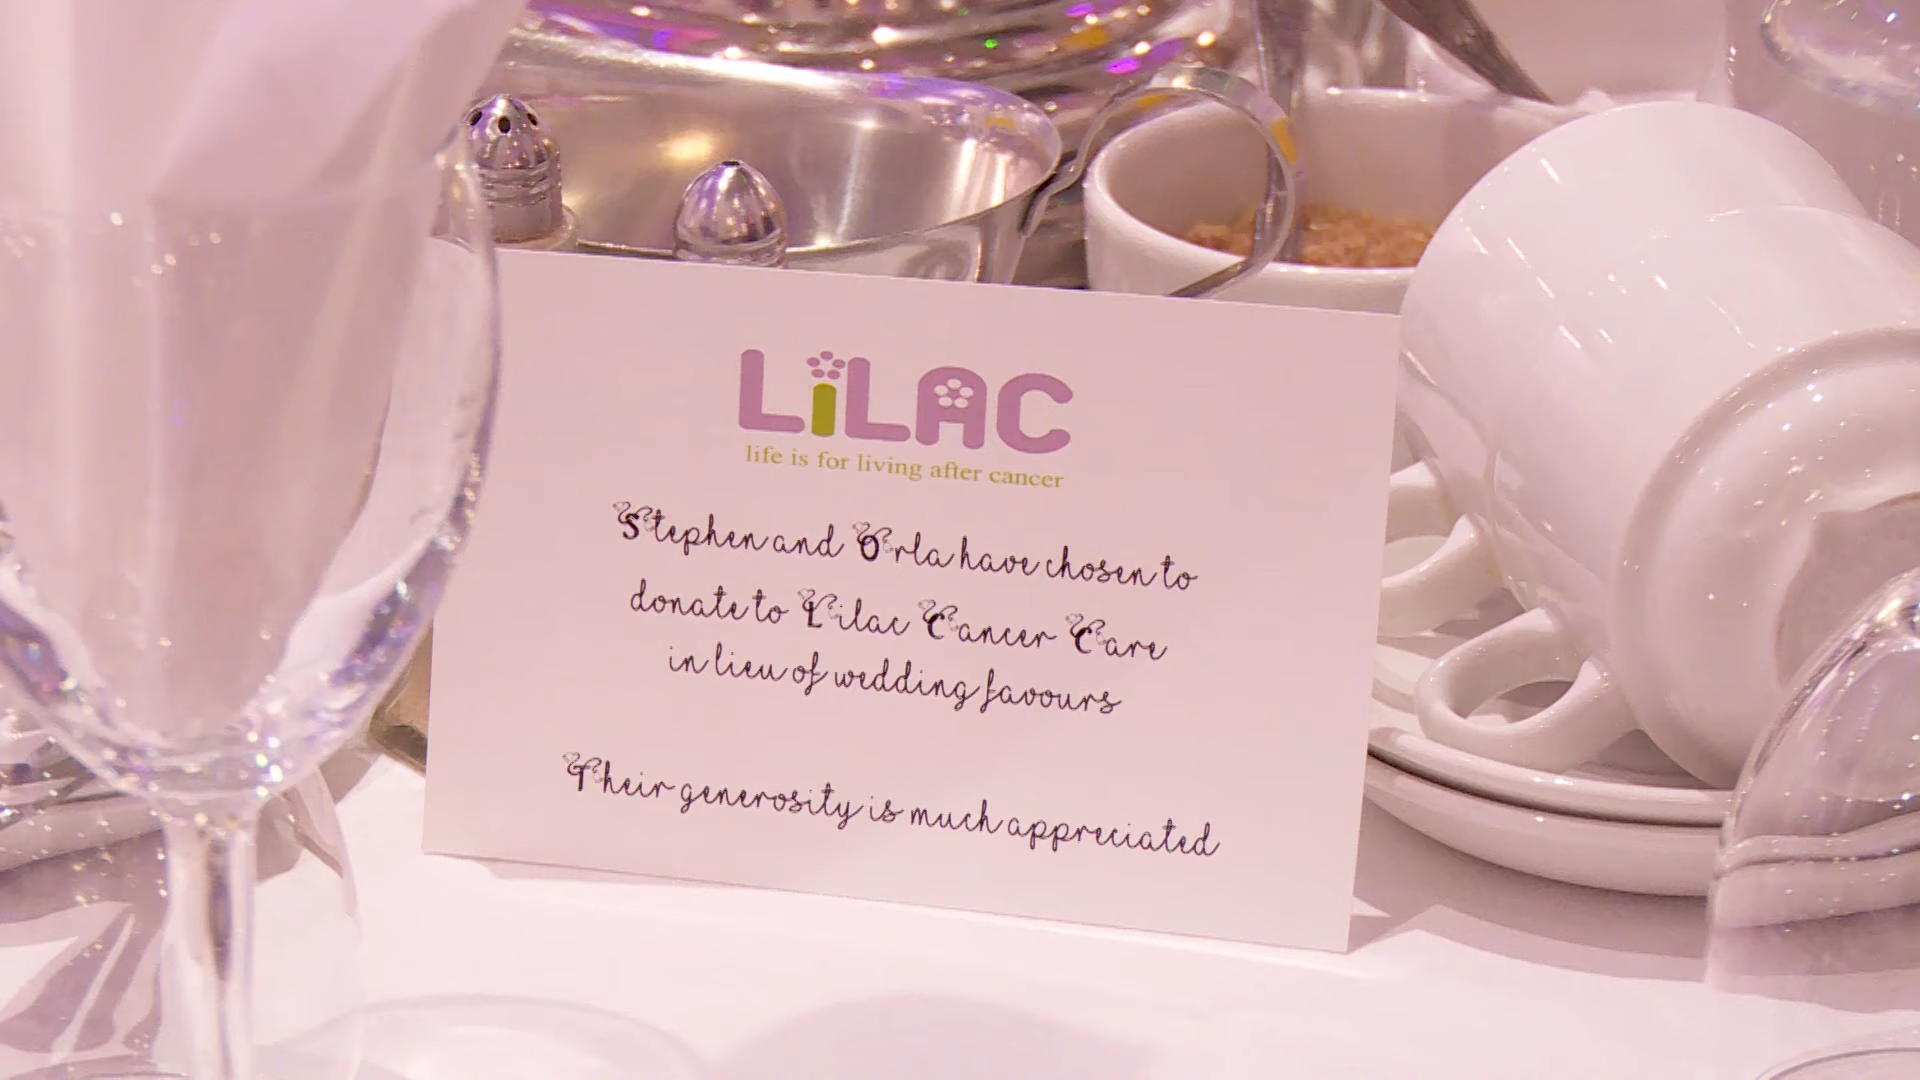 LiLAC
life is for living after cancer
Stephen and Orla have chosen to
donate to Lilac Cancer Care
in lieu of wedding favours
Their generosity is much appreciated